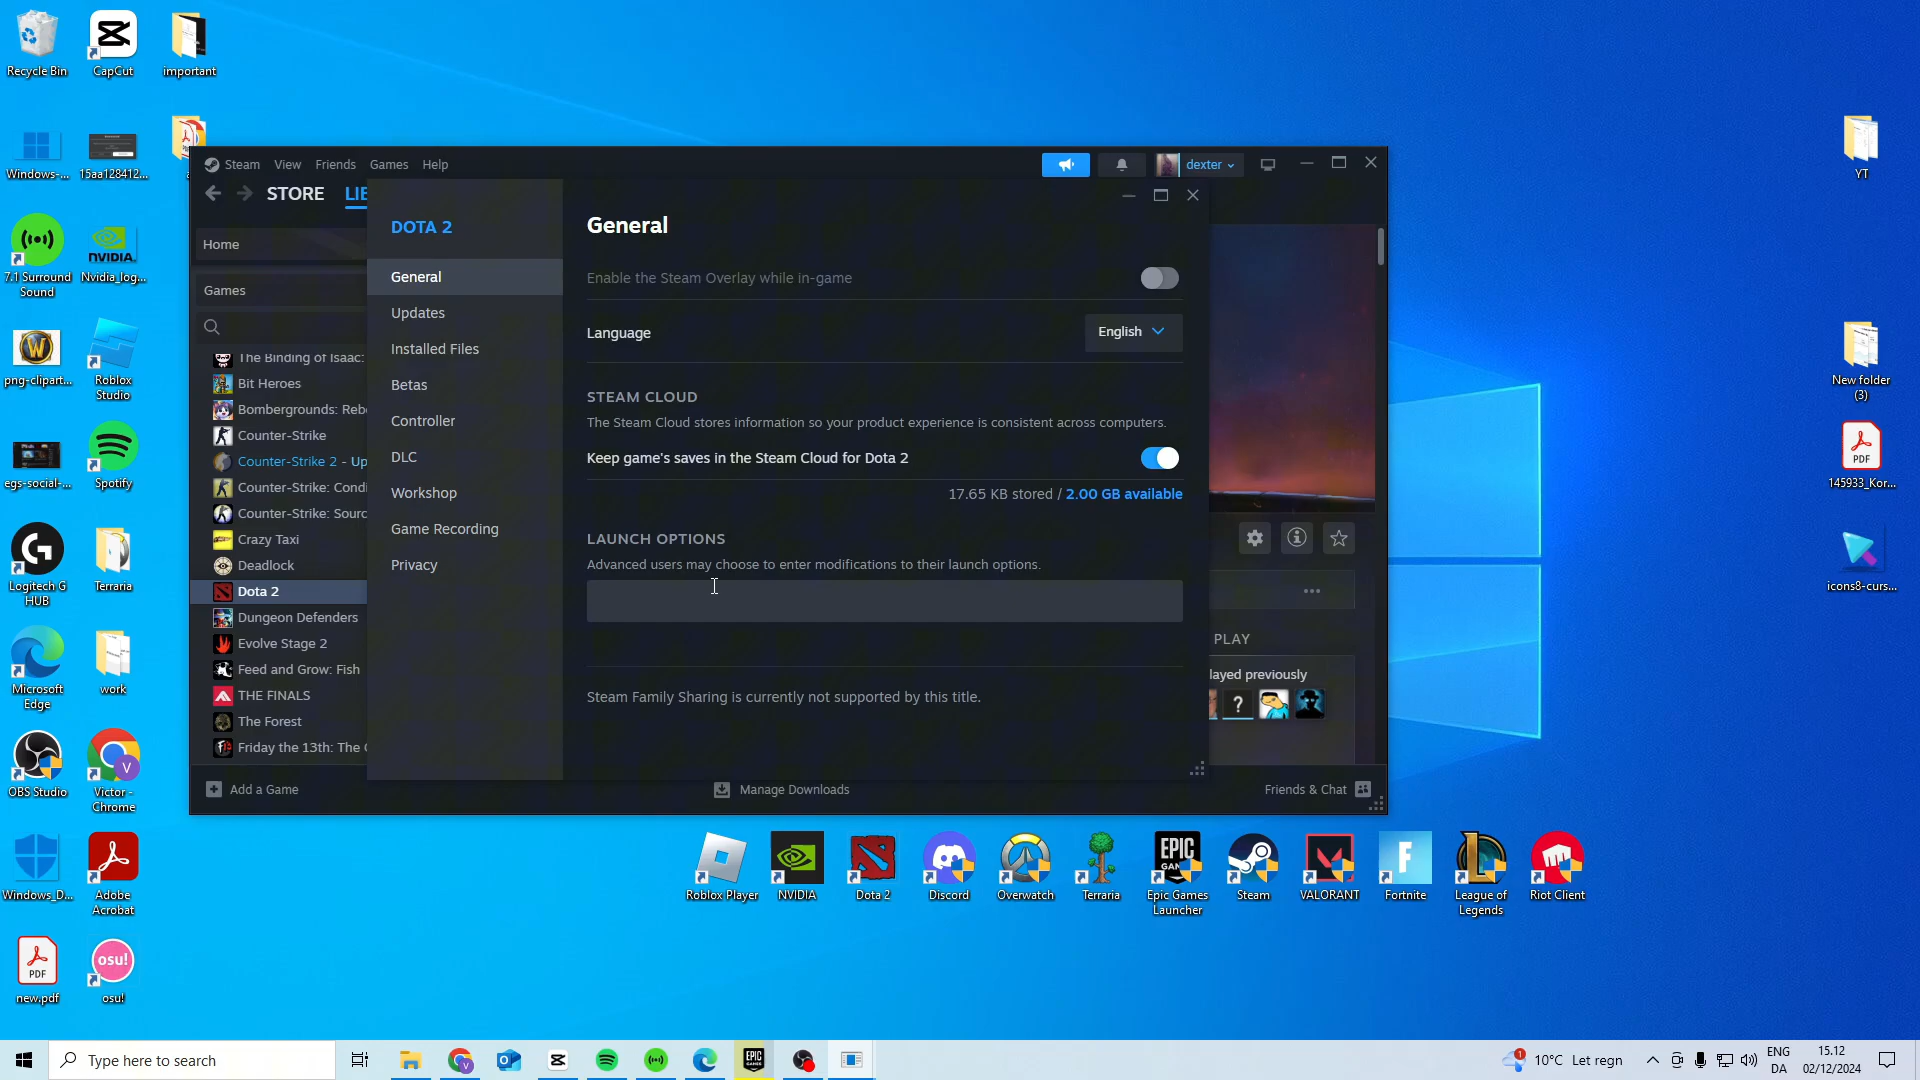 Recycle Bin
CapCut
important
Windows-...
15aa128412...
7.1 Surround
Sound
Nvidia_log...
png-clipart...
Roblox
Studio
egs-social-...
Spotify
Logitech G
HUB
Terraria
Microsoft
Edge
work
OBS Studio
Victor -
Chrome
Windows_D...
Adobe
Acrobat
new.pdf
osu!
Steam
View
Friends
Games
Help
dexter
STORE
LIB
Home
Games
The Binding of Isaac:
Bit Heroes
Bombergrounds: Reb
Counter-Strike
Counter-Strike 2 - Up
Counter-Strike: Condi
Counter-Strike: Sourc
Crazy Taxi
Deadlock
Dota 2
Dungeon Defenders
Evolve Stage 2
Feed and Grow: Fish
THE FINALS
The Forest
Friday the 13th: The
Add a Game
Manage Downloads
Friends & Chat
DOTA 2
General
Updates
Installed Files
Betas
Controller
DLC
Workshop
Game Recording
Privacy
General
Enable the Steam Overlay while in-game
Language
English
STEAM CLOUD
The Steam Cloud stores information so your product experience is consistent across computers.
Keep game's saves in the Steam Cloud for Dota 2
17.65 KB stored / 2.00 GB available
LAUNCH OPTIONS
Advanced users may choose to enter modifications to their launch options.
Steam Family Sharing is currently not supported by this title.
PLAY
layed previously
?
YT
New folder
(3)
145933_Kor...
icons8-curs...
Roblox Player
NVIDIA
Dota 2
Discord
Overwatch
Terraria
Epic Games
Launcher
Steam
VALORANT
Fortnite
League of
Legends
Riot Client
Type here to search
10°C Let regn
ENG
DA
15.12
02/12/2024